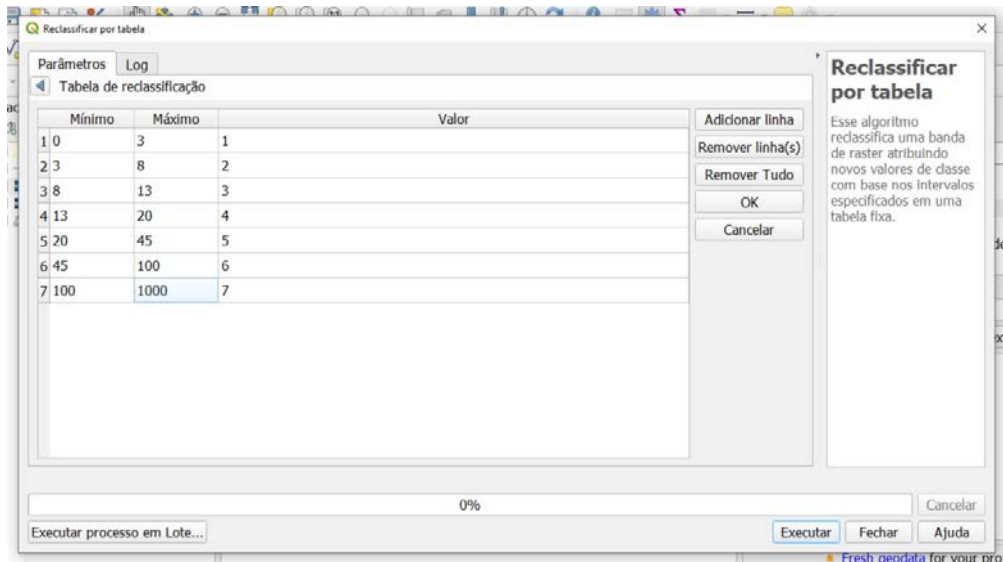 Reclassificar por tabela
Parâmetros Log
Tabela de reclassificação
Mínimo Máximo Valor
1 0 3 1
2 3 8 2
3 8 13 3
4 13 20 4
5 20 45 5
6 45 100 6
7 100 1000 7
Adicionar linha
Remover linha(s)
Remover Tudo
OK
Cancelar
Reclassificar
por tabela
Esse algoritmo
reclassifica uma banda
de raster atribuindo
novos valores de classe
com base nos intervalos
especificados em uma
tabela fixa.
0%
Cancelar
Executar processo em Lote...
Executar Fechar Ajuda
Fresh geodata for your pro